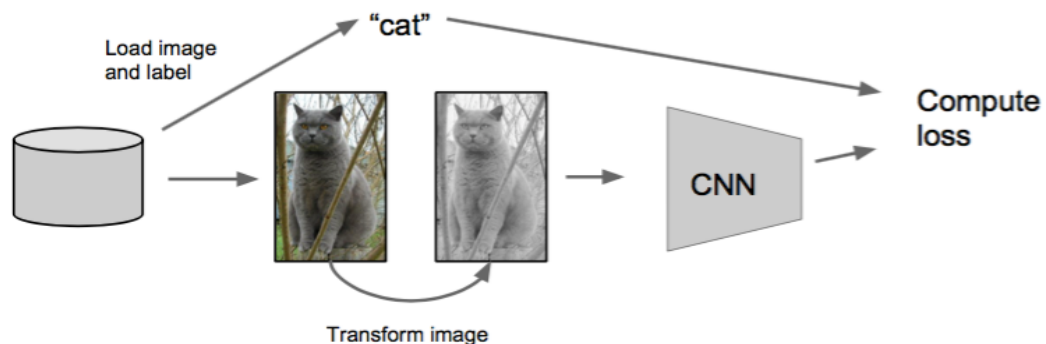 “cat”
Load image
and label
Compute
loss
CNN
Transform image